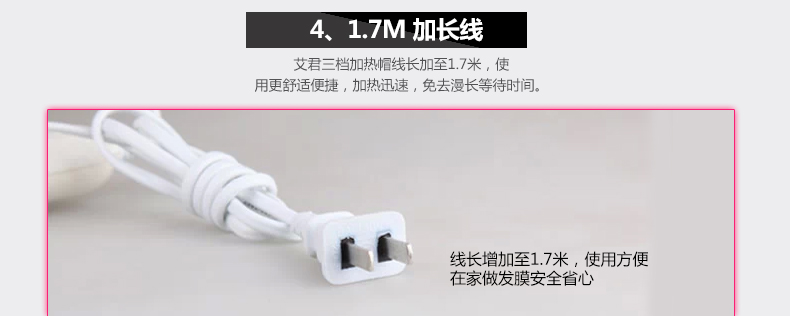 4、1.7M 加长线
艾君三档加热帽线长加至1.7米，使
用更舒适便捷，加热迅速，免去漫长等待时间。
线长增加至1.7米，使用方便
在家做发膜安全省心